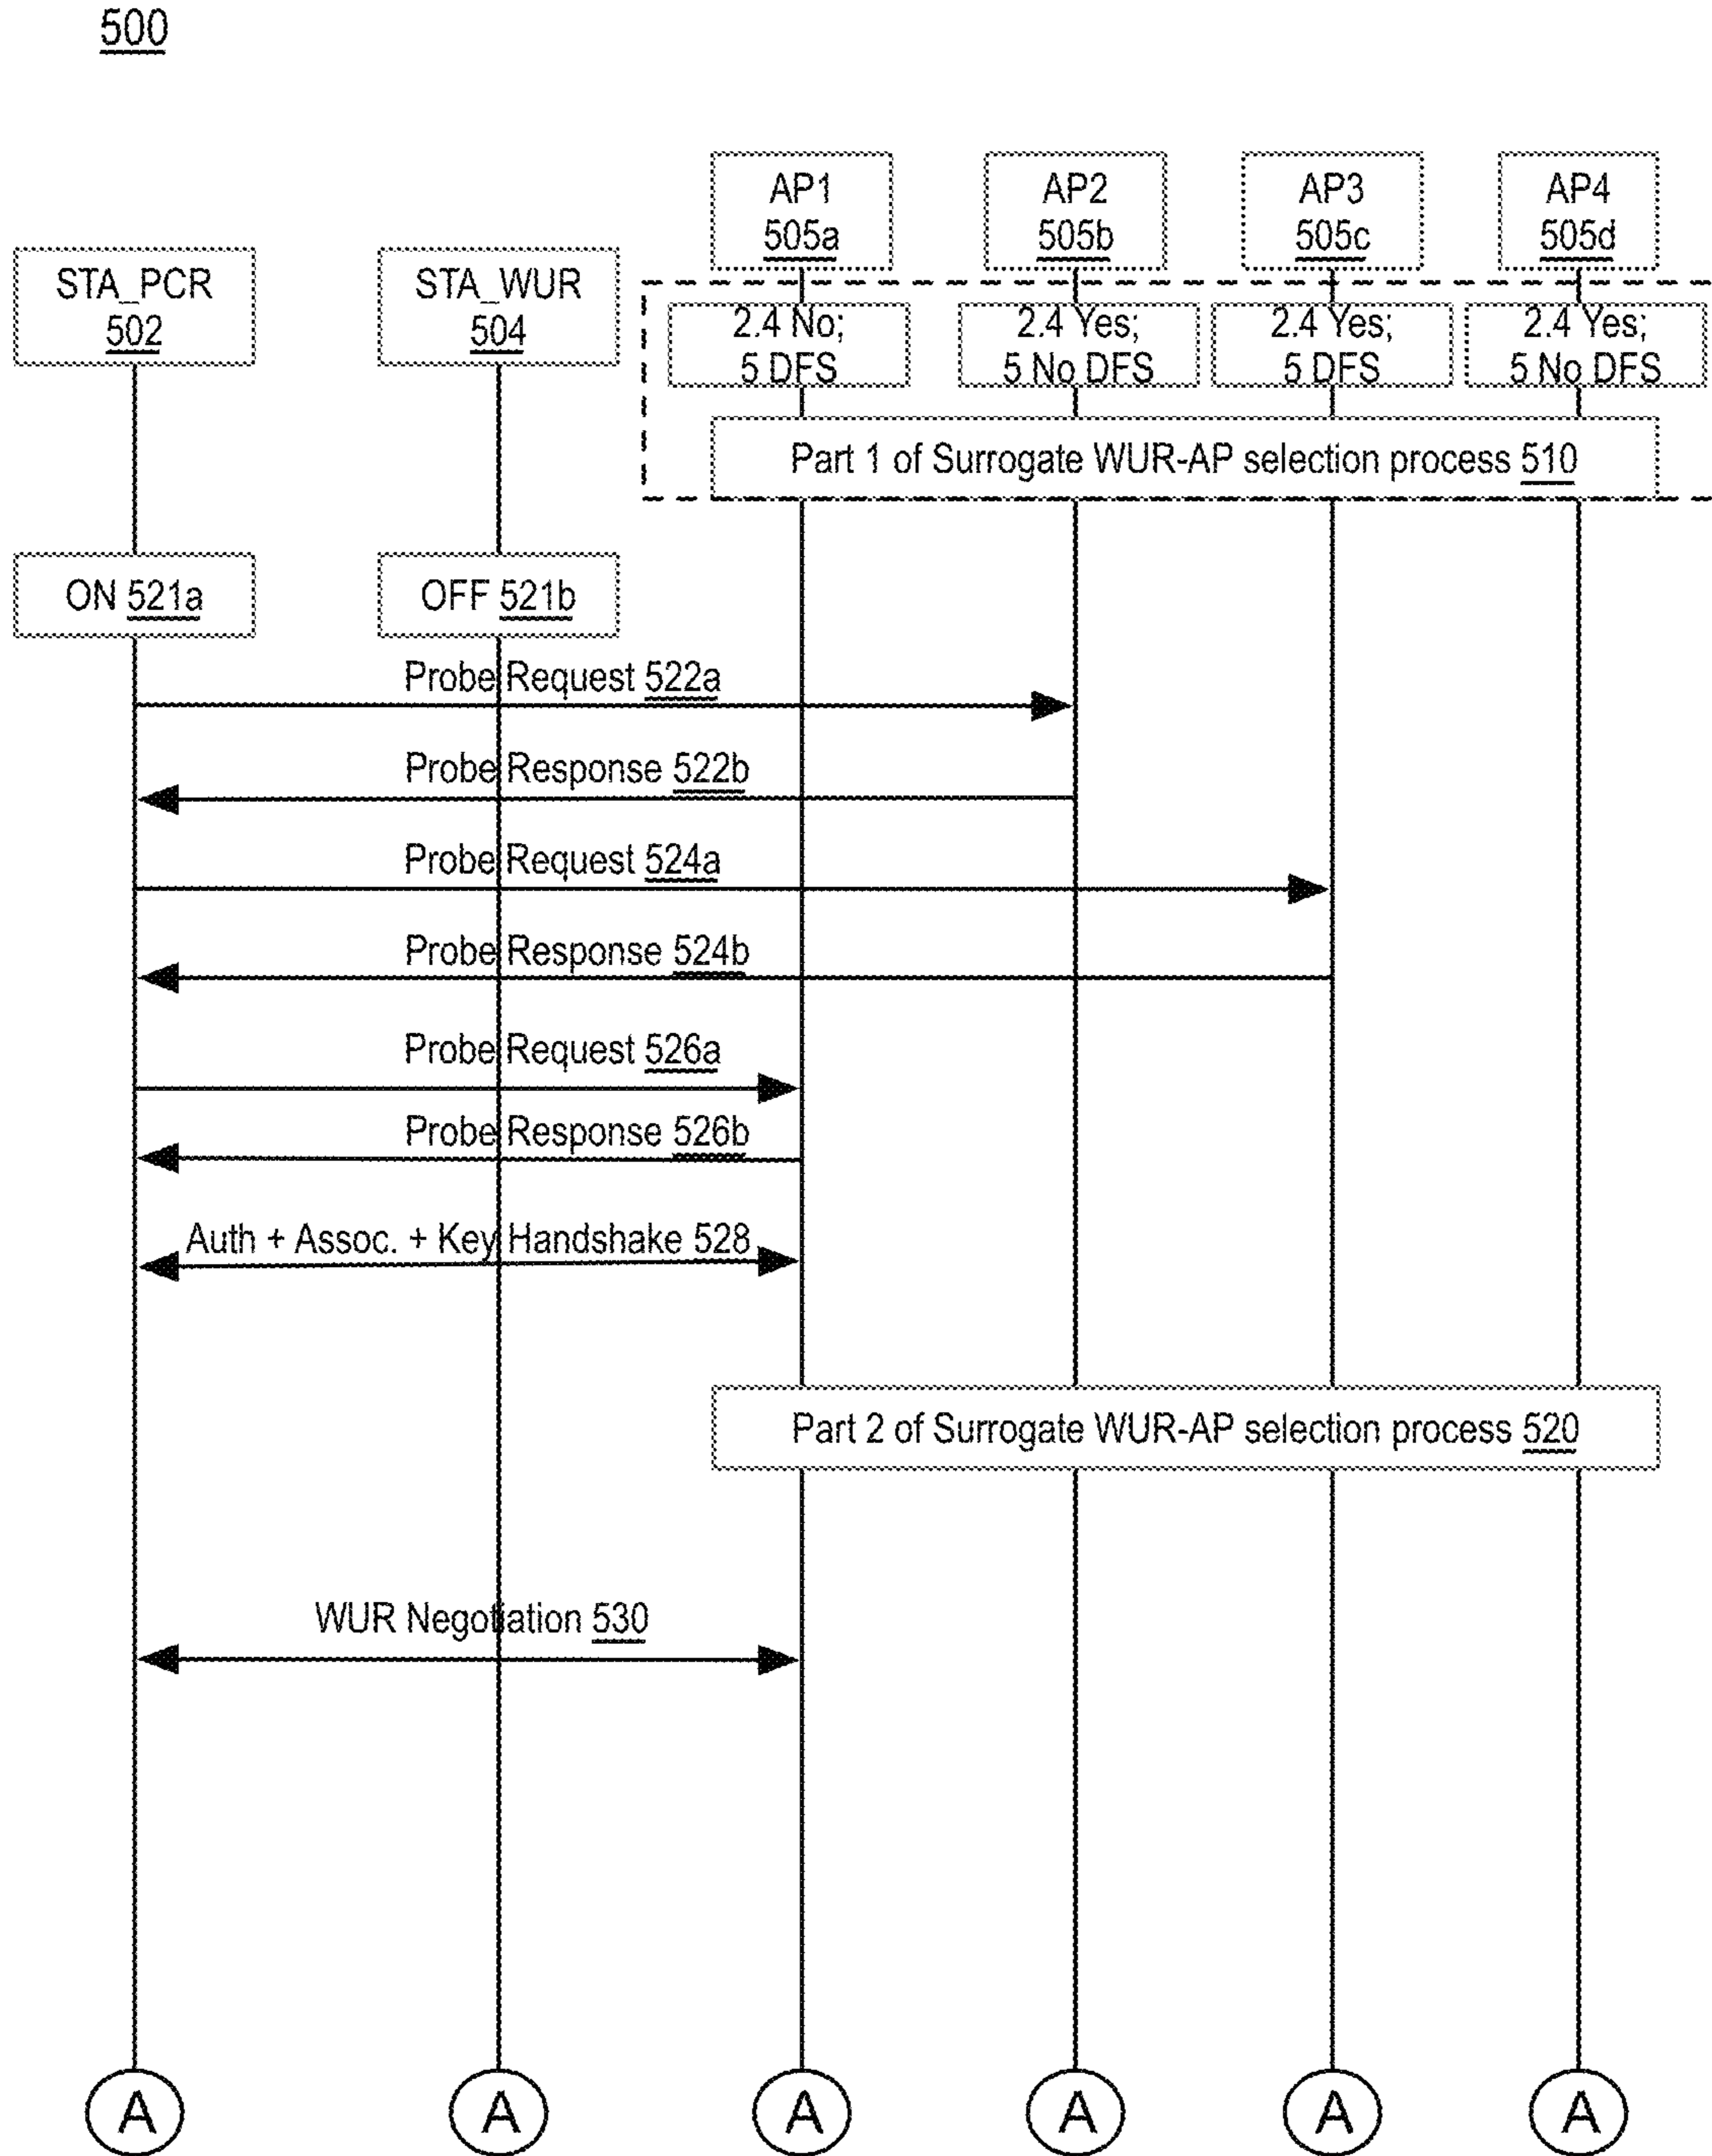 500
AP1
505a
AP2
505b
AP3
505c
AP4
505d
STA_PCR
502
STA_WUR
504
2.4 No;
5 DFS
2.4 Yes;
5 No DFS
2.4 Yes;
5 DFS
2.4 Yes;
5 No DFS
Part 1 of Surrogate WUR-AP selection process 510
ON 521a
OFF 521b
Probe Request 522a
Probe Response 522b
Probe Request 524a
Probe Response 524b
Probe Request 526a
Probe Response 526b
Auth + Assoc. + Key Handshake 528
Part 2 of Surrogate WUR-AP selection process 520
WUR Negotiation 530
A
A
A
A
A
A